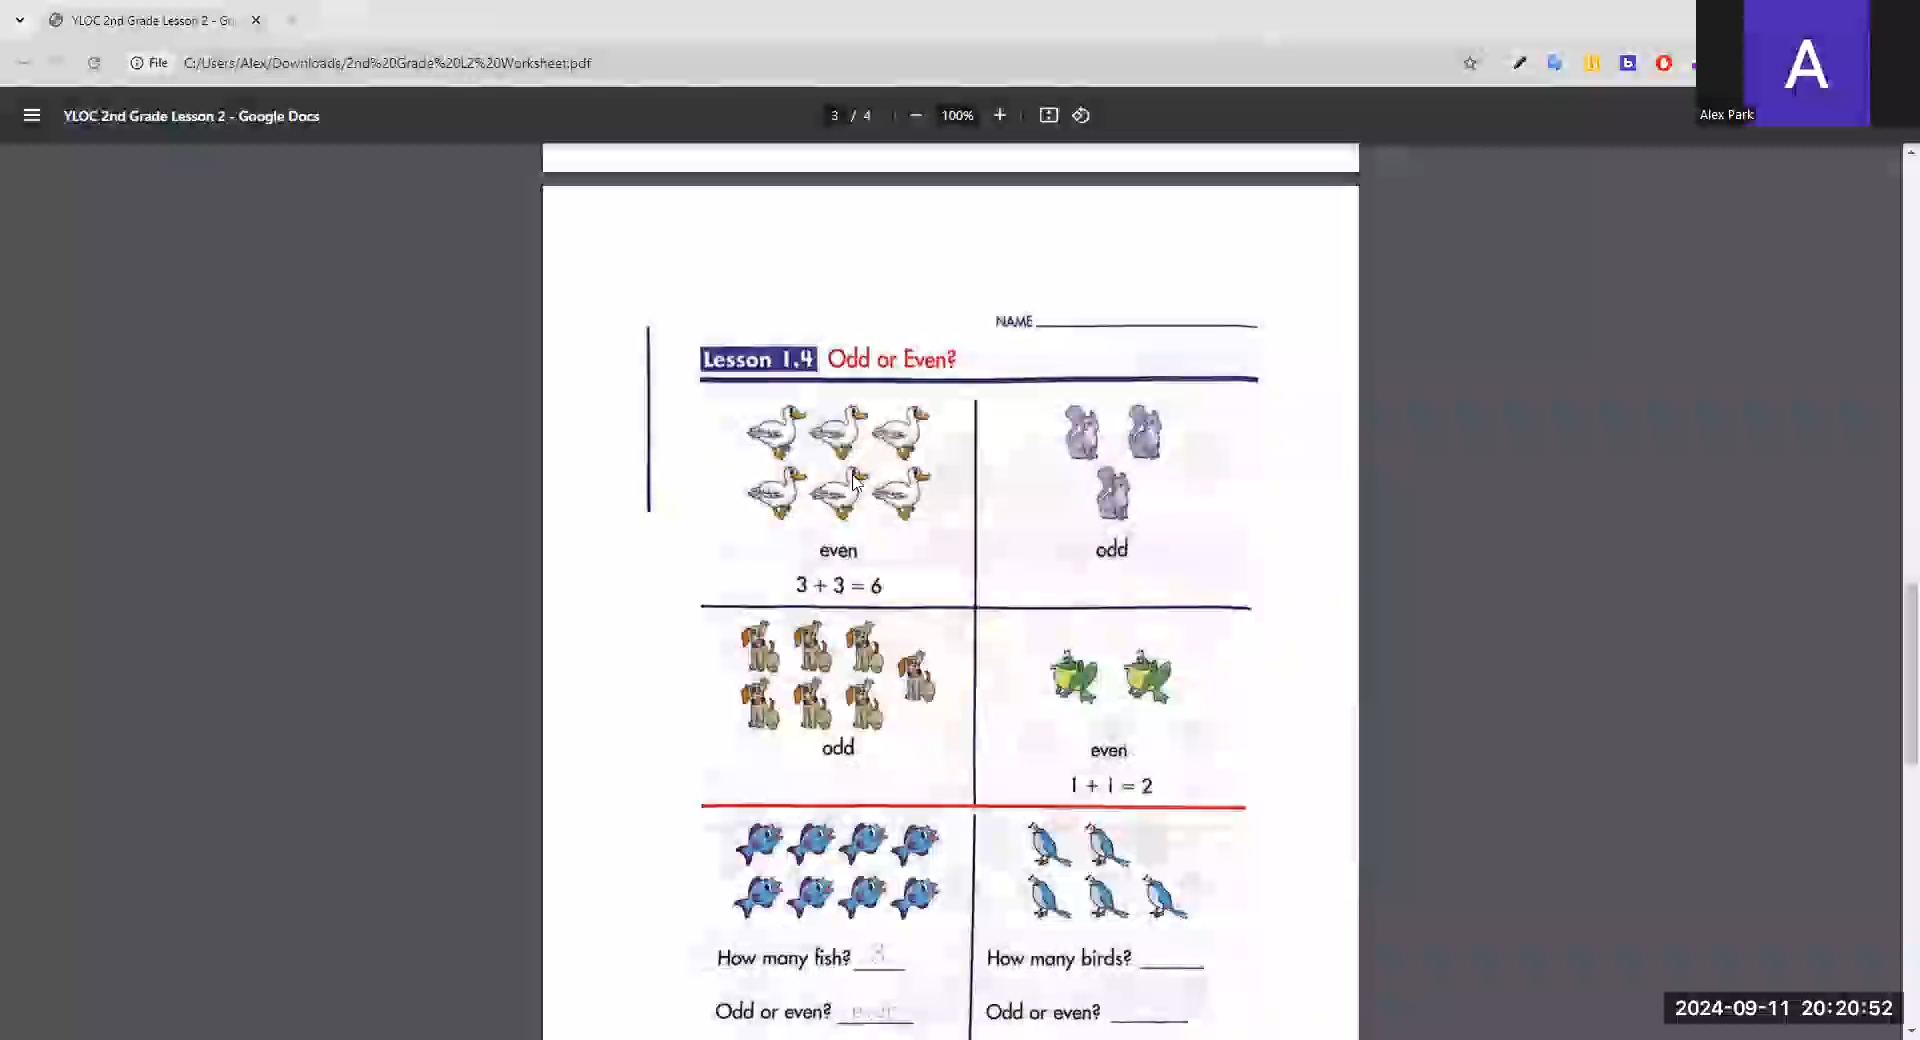 YLOC 2nd Grade Lesson 2 - Go
File C:/Users/Alex/Downloads/2nd%20Grade%20L2%20Worksheet.pdf
A
Alex Park
YLOC 2nd Grade Lesson 2 - Google Docs
3 / 4
100%
NAME
Lesson 1.4 Odd or Even?
even
3 + 3 = 6
odd
odd
even
1 + 1 = 2
How many fish?
How many birds?
Odd or even?
Odd or even?
2024-09-11 20:20:52